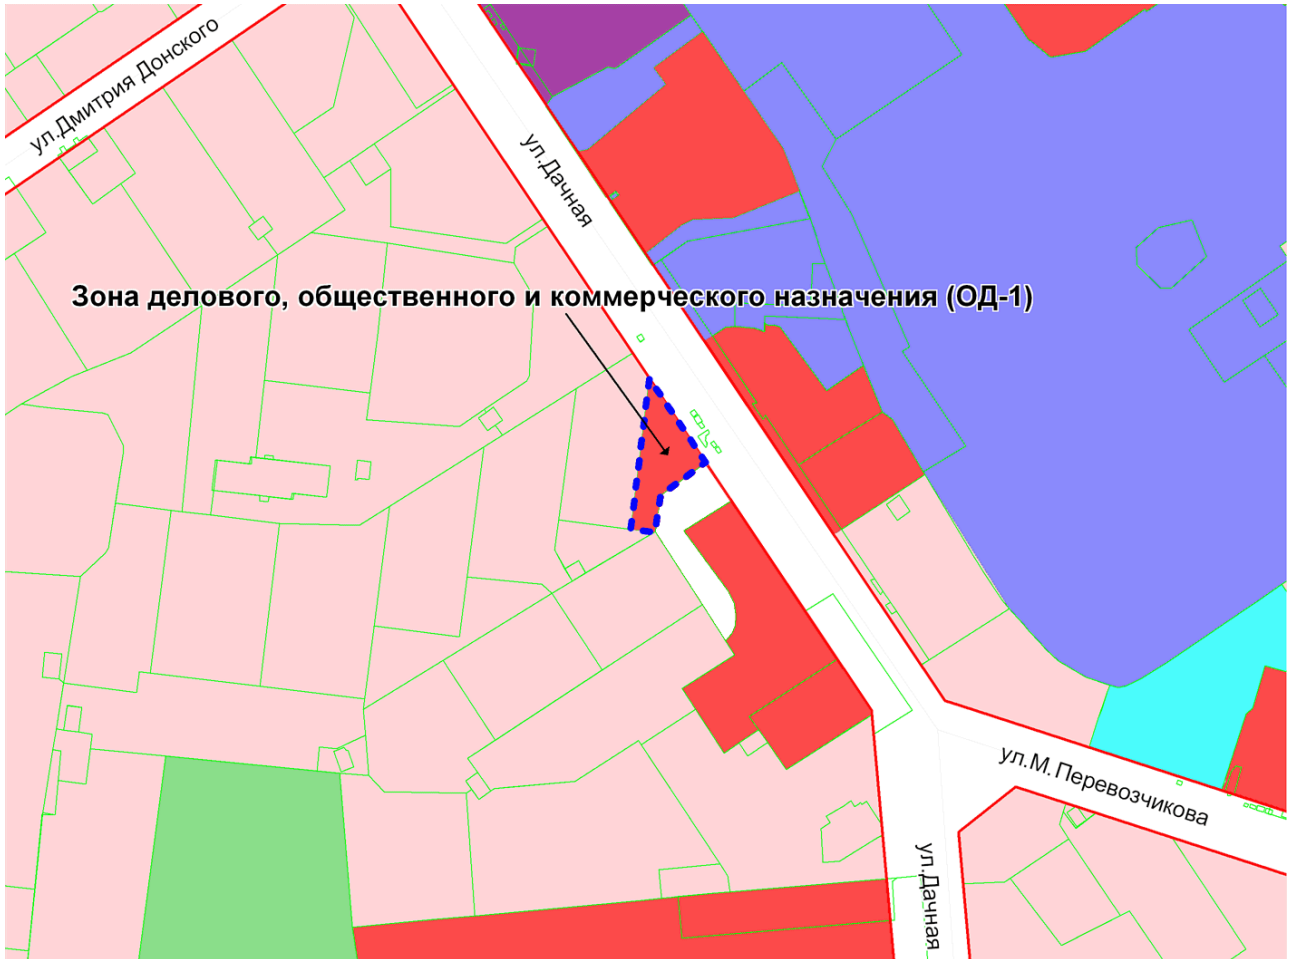 ул.Дмитрия Донского
ул.Дачная
Зона делового, общественного и коммерческого назначения (ОД-1)
ул.М. Перевозчикова
ул.Дачная